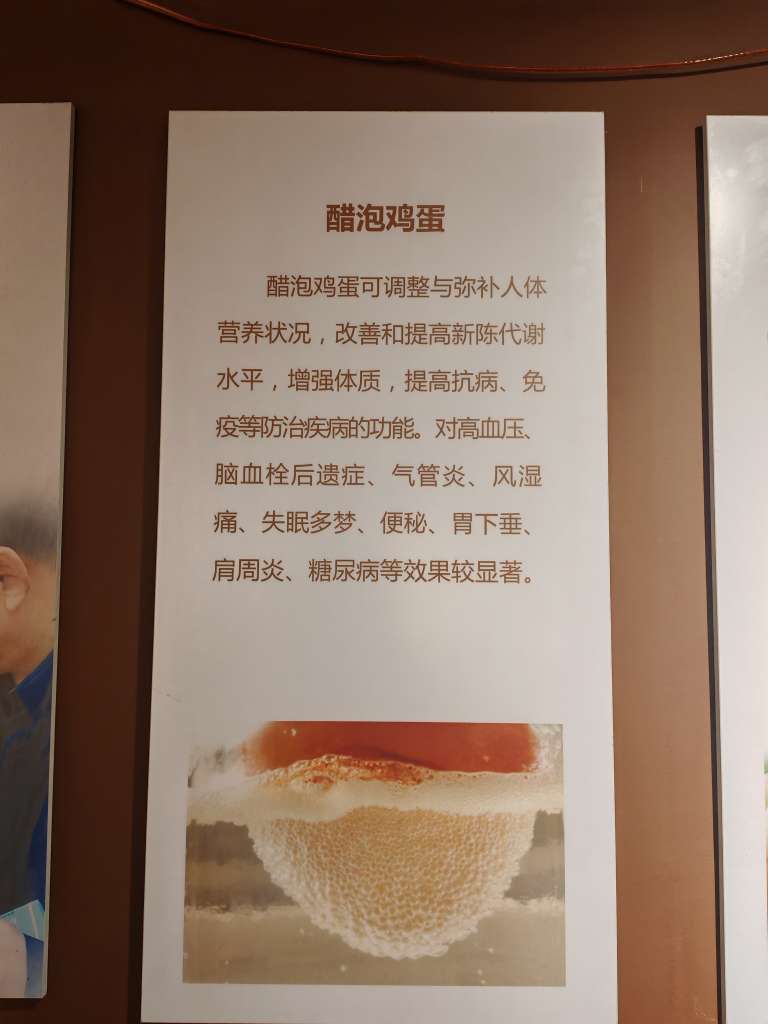 醋泡鸡蛋
醋泡鸡蛋可调整与弥补人体
营养状况，改善和提高新陈代谢
水平，增强体质，提高抗病、免
疫等防治疾病的功能。对高血压、
脑血栓后遗症、气管炎、风湿
痛、失眠多梦、便秘、胃下垂、
肩周炎、糖尿病等效果较显著。